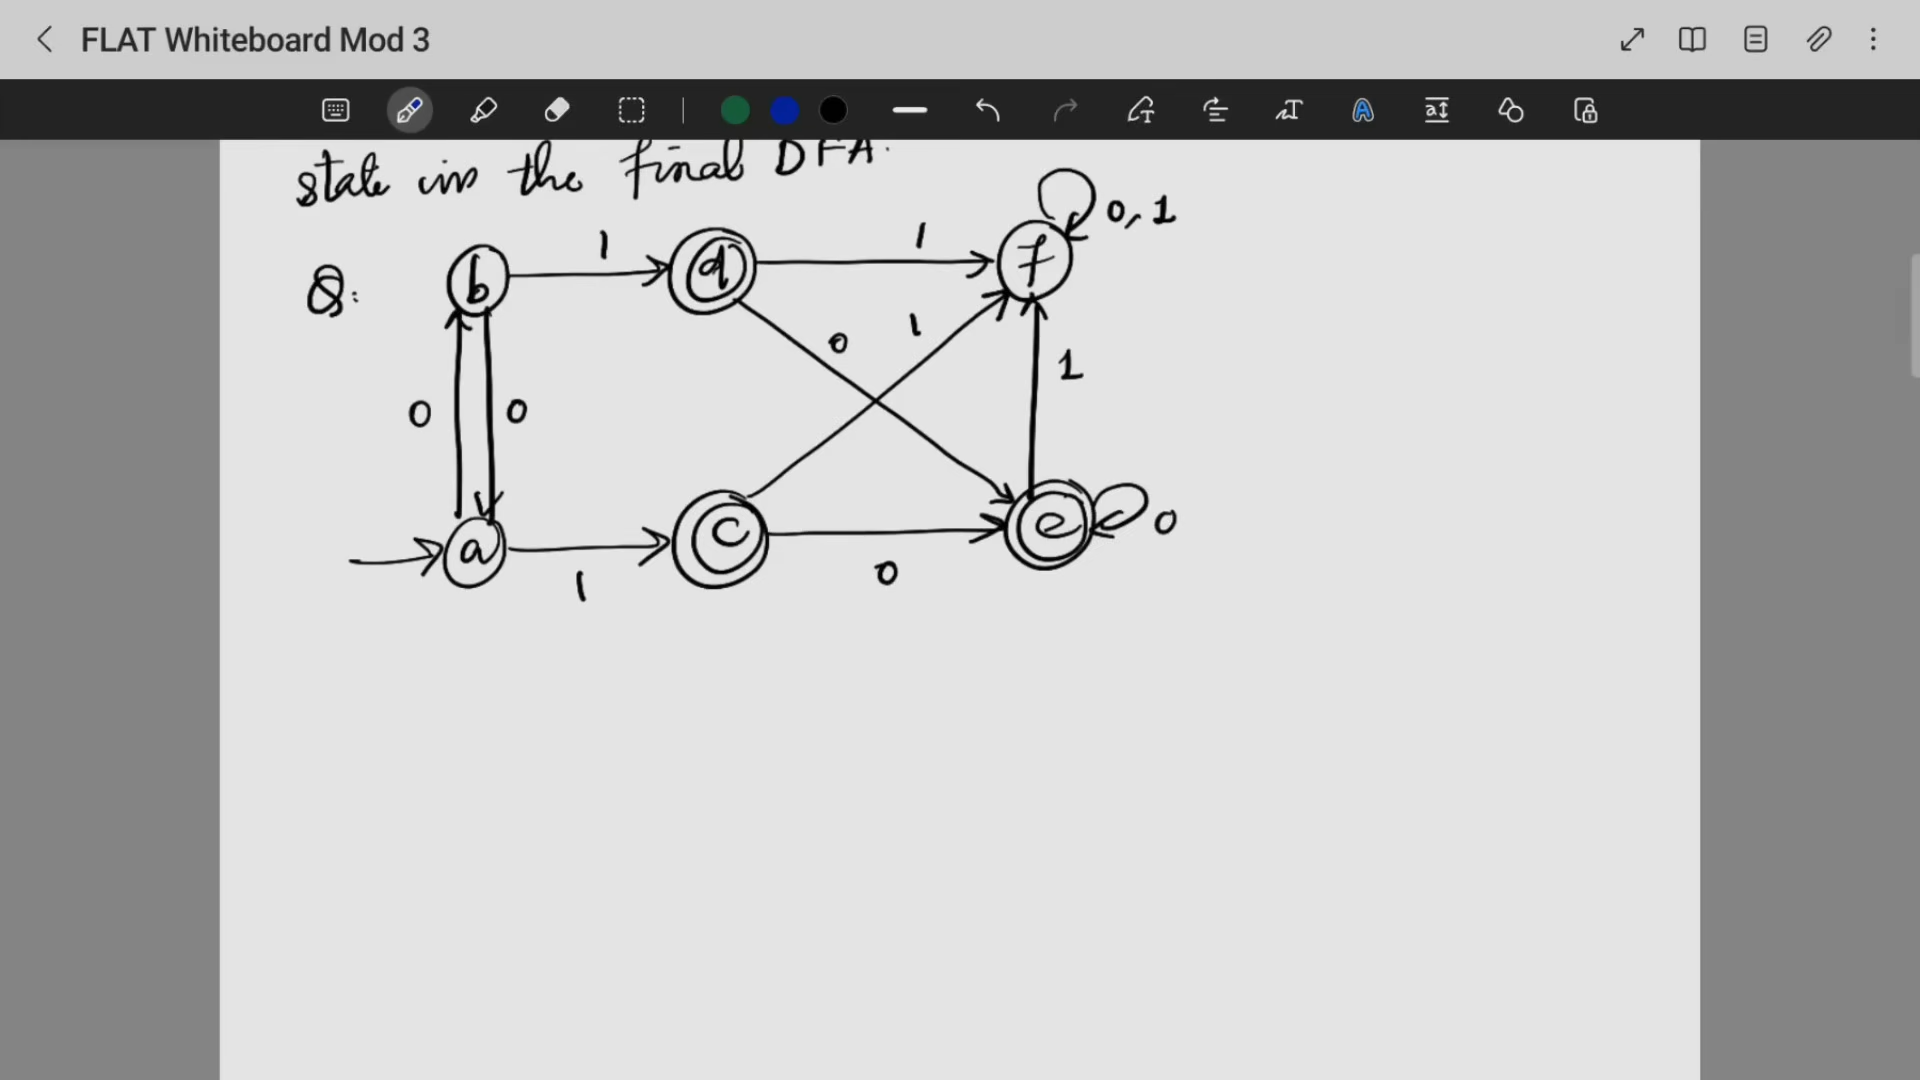 FLAT Whiteboard Mod 3
state in the final DFA.
0,1
1
1
Q:
b
d
f
0
1
1
0
0
a
c
e
0
1
0